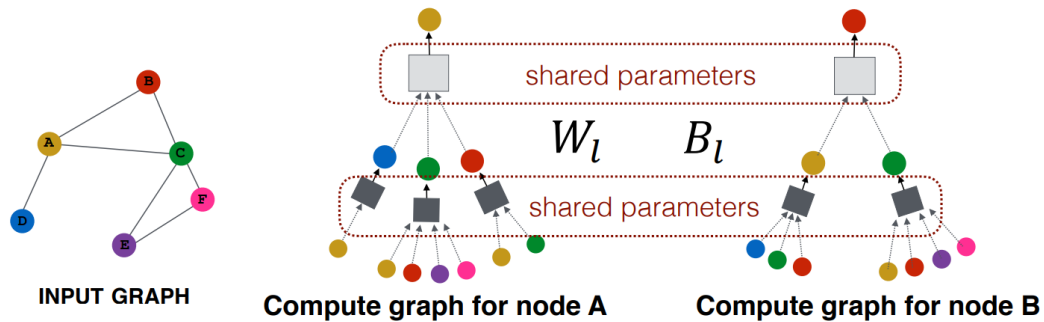 B
A
C
F
D
E
INPUT GRAPH
shared parameters
W_l B_l
shared parameters
Compute graph for node A
Compute graph for node B